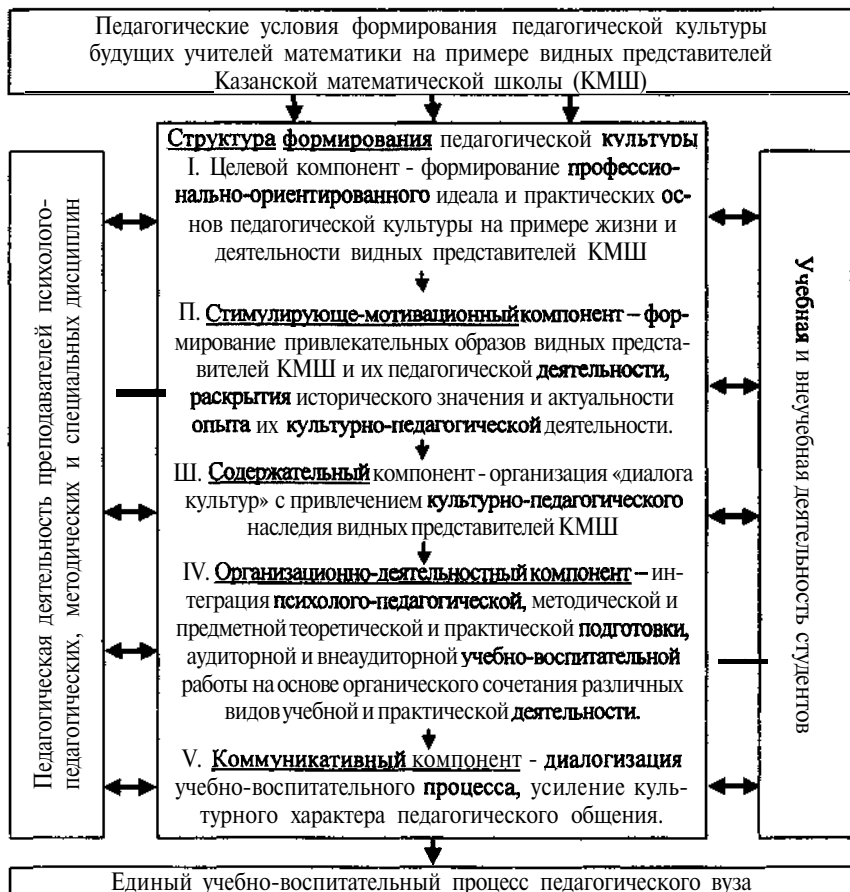 Педагогические условия формирования педагогической культуры
будущих учителей математики на примере видных представителей
Казанской математической школы (КМШ)
Структура формирования педагогической культуры
I. Целевой компонент - формирование профессио-
нально-ориентированного идеала и практических ос-
нов педагогической культуры на примере жизни и
деятельности видных представителей КМШ
П. Стимулирующе-мотивационный компонент – фор-
мирование привлекательных образов видных предста-
вителей КМШ и их педагогической деятельности,
раскрытия исторического значения и актуальности
опыта их культурно-педагогической деятельности.
Ш. Содержательный компонент - организация «диалога
культур» с привлечением культурно-педагогического
наследия видных представителей КМШ
IV. Организационно-деятельностный компонент – ин-
теграция психолого-педагогической, методической и
предметной теоретической и практической подготовки,
аудиторной и внеаудиторной учебно-воспитательной
работы на основе органического сочетания различных
видов учебной и практической деятельности.
V. Коммуникативный компонент - диалогизация
учебно-воспитательного процесса, усиление куль-
турного характера педагогического общения.
Педагогическая деятельность преподавателей психолого-
педагогических, методических и специальных дисциплин
Учебная и внеучебная деятельность студентов
Единый учебно-воспитательный процесс педагогического вуза